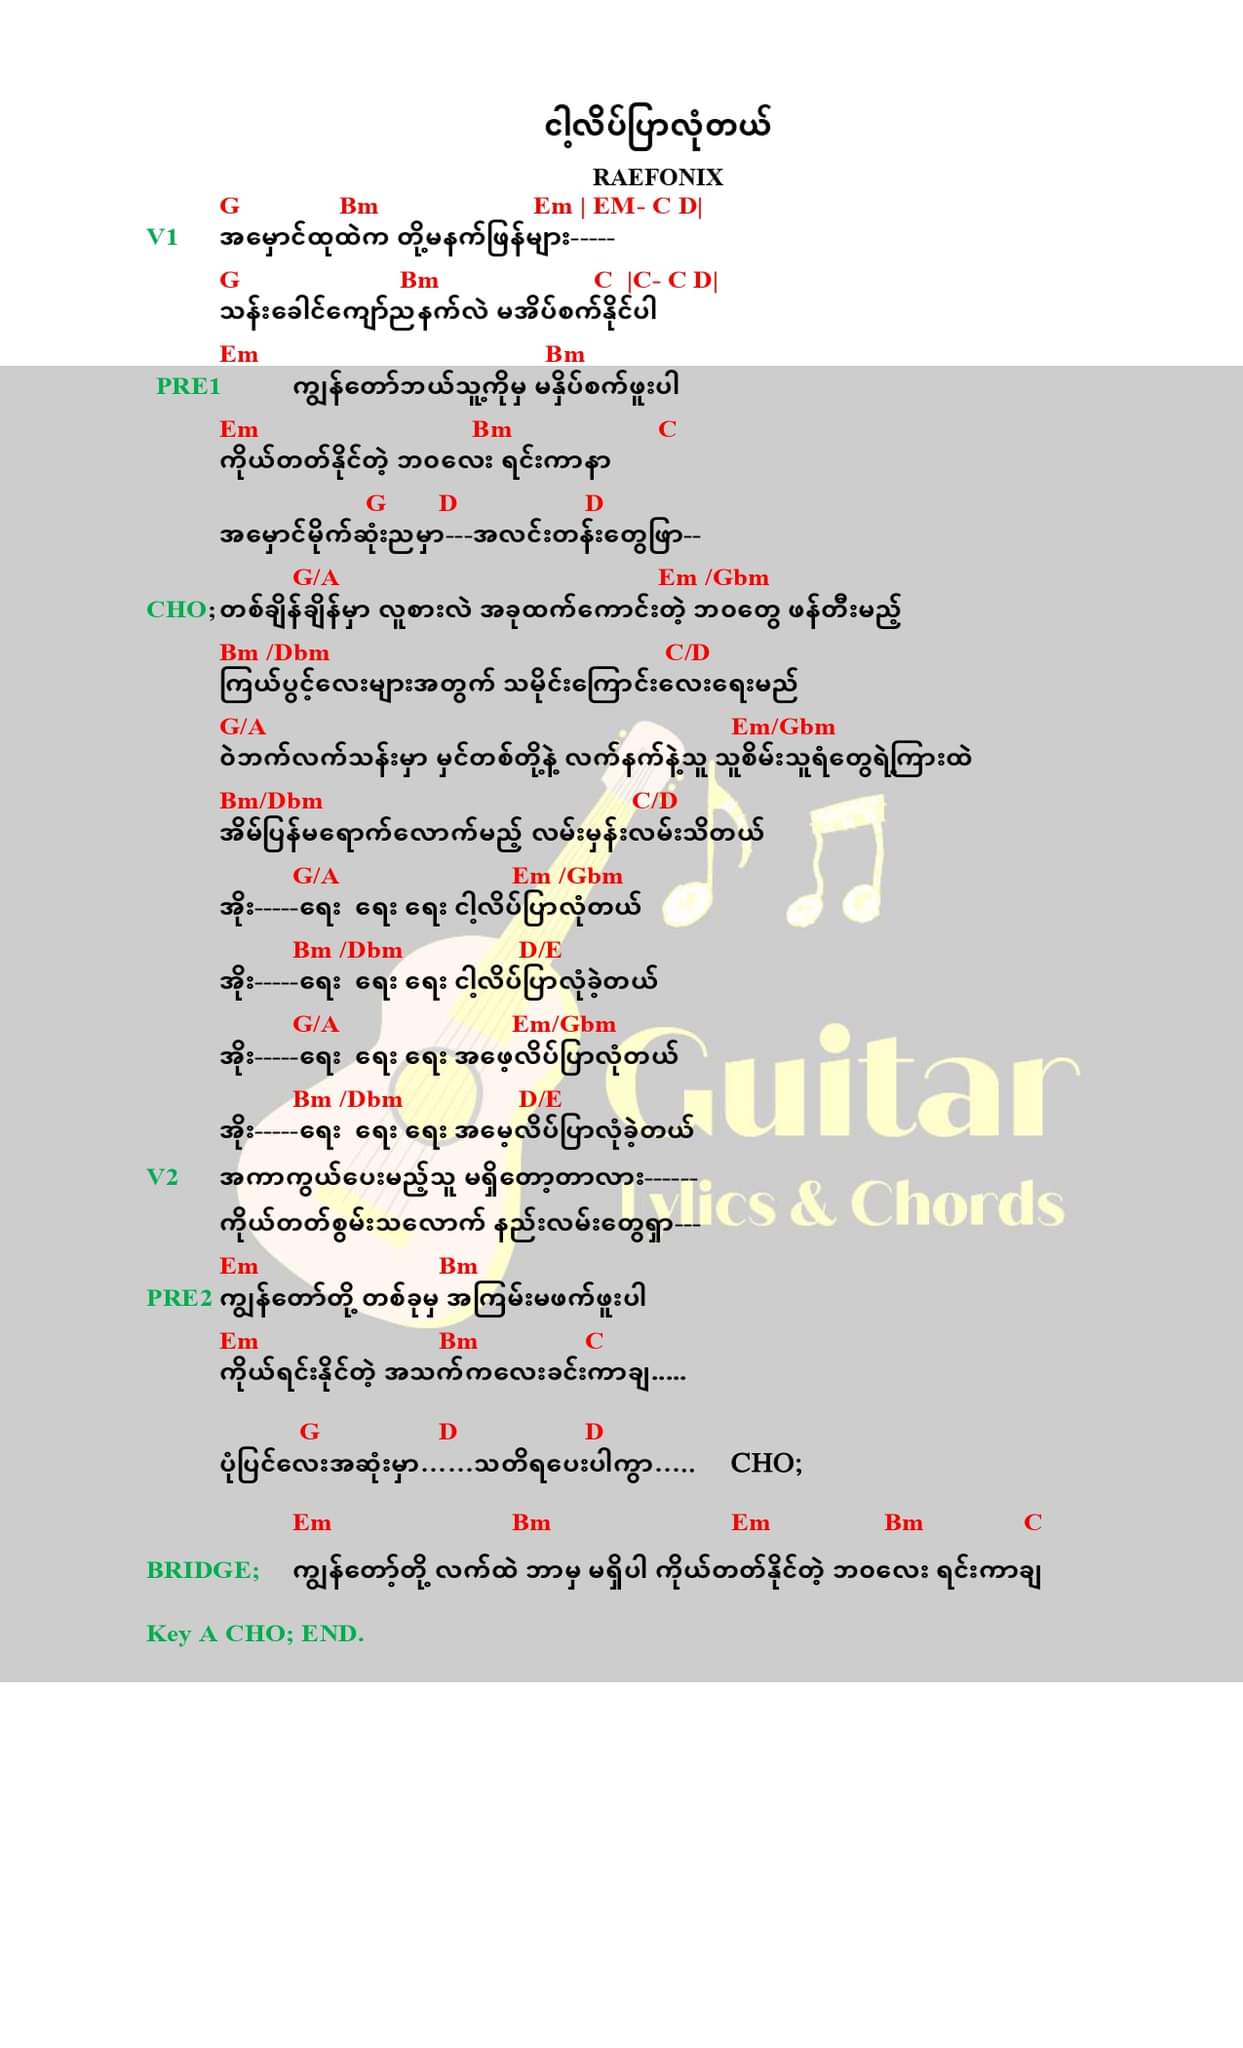 ငါ့လိပ်ပြာလုံတယ်
RAEFONIX
G Bm Em | EM- C D|
V1 အမှောင်ထုထဲက တို့မနက်ဖြန်များ-----
G Bm C |C- C D|
သန်းခေါင်ကျော်ညနက်လဲ မအိပ်စက်နိုင်ပါ
Em Bm
PRE1 ကျွန်တော်ဘယ်သူ့ကိုမှ မနှိပ်စက်ဖူးပါ
Em Bm C
ကိုယ်တတ်နိုင်တဲ့ ဘဝလေး ရင်းကာနာ
G D D
အမှောင်မိုက်ဆုံးညမှာ---အလင်းတန်းတွေဖြာ--
G/A Em /Gbm
CHO; တစ်ချိန်ချိန်မှာ လူစားလဲ အခုထက်ကောင်းတဲ့ ဘဝတွေ ဖန်တီးမည့်
Bm /Dbm C/D
ကြယ်ပွင့်လေးများအတွက် သမိုင်းကြောင်းလေးရေးမည်
G/A Em/Gbm
ဝဲဘက်လက်သန်းမှာ မှင်တစ်တို့နဲ့ လက်နက်နဲ့သူ သူစိမ်းသူရံတွေရဲ့ကြားထဲ
Bm/Dbm C/D
အိမ်ပြန်မရောက်လောက်မည့် လမ်းမှန်းလမ်းသိတယ်
G/A Em /Gbm
အိုး-----ရေး ရေး ရေး ငါ့လိပ်ပြာလုံတယ်
Bm /Dbm D/E
အိုး-----ရေး ရေး ရေး ငါ့လိပ်ပြာလုံခဲ့တယ်
G/A Em/Gbm
အိုး-----ရေး ရေး ရေး အဖေ့လိပ်ပြာလုံတယ်
Bm /Dbm D/E
အိုး-----ရေး ရေး ရေး အမေ့လိပ်ပြာလုံခဲ့တယ်
Guitar
V2 အကာကွယ်ပေးမည့်သူ မရှိတော့တာလား------
Lylics & Chords
ကိုယ်တတ်စွမ်းသလောက် နည်းလမ်းတွေရှာ---
Em Bm
PRE2 ကျွန်တော်တို့ တစ်ခုမှ အကြမ်းမဖက်ဖူးပါ
Em Bm C
ကိုယ်ရင်းနိုင်တဲ့ အသက်ကလေးခင်းကာချ.....
G D D
ပုံပြင်လေးအဆုံးမှာ……သတိရပေးပါကွာ….. CHO;
Em Bm Em Bm C
BRIDGE; ကျွန်တော့်တို့ လက်ထဲ ဘာမှ မရှိပါ ကိုယ်တတ်နိုင်တဲ့ ဘဝလေး ရင်းကာချ
Key A CHO; END.